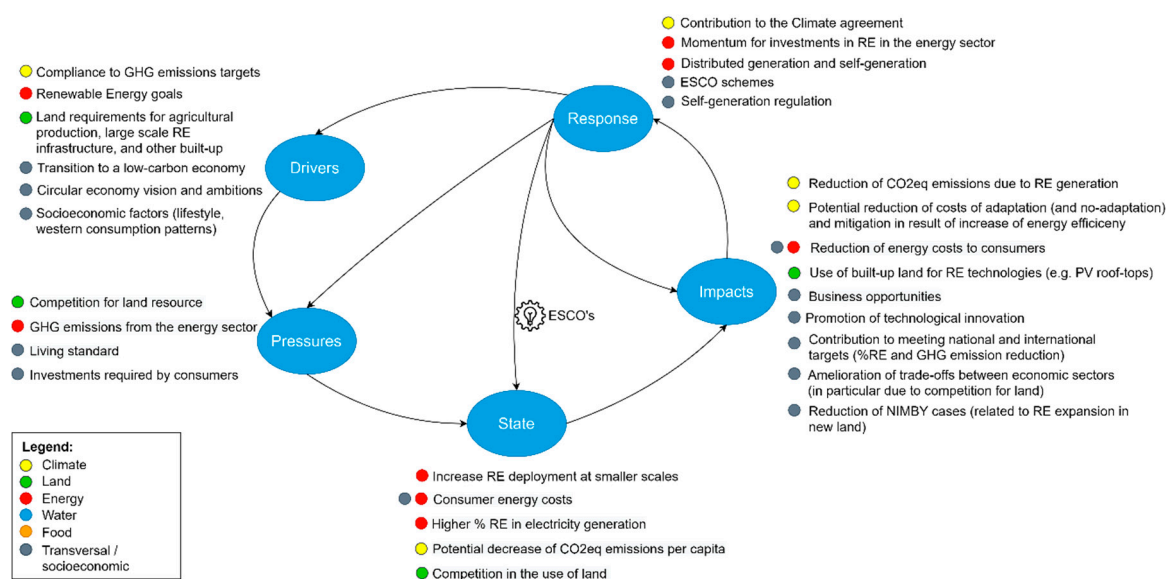 Contribution to the Climate agreement
Momentum for investments in RE in the energy sector
Distributed generation and self-generation
ESCO schemes
Self-generation regulation
Response
Compliance to GHG emissions targets
Renewable Energy goals
Land requirements for agricultural
production, large scale RE
infrastructure, and other built-up
Transition to a low-carbon economy
Circular economy vision and ambitions
Socioeconomic factors (lifestyle,
western consumption patterns)
Drivers
Reduction of CO2eq emissions due to RE generation
Potential reduction of costs of adaptation (and no-adaptation)
and mitigation in result of increase of energy efficiceny
Reduction of energy costs to consumers
Use of built-up land for RE technologies (e.g. PV roof-tops)
Business opportunities
Promotion of technological innovation
Contribution to meeting national and international
targets (%RE and GHG emission reduction)
Amelioration of trade-offs between economic sectors
(in particular due to competition for land)
Reduction of NIMBY cases (related to RE expansion in
new land)
Impacts
ESCO's
Competition for land resource
GHG emissions from the energy sector
Living standard
Investments required by consumers
Pressures
State
Increase RE deployment at smaller scales
Consumer energy costs
Higher % RE in electricity generation
Potential decrease of CO2eq emissions per capita
Competition in the use of land
Legend:
Climate
Land
Energy
Water
Food
Transversal /
socioeconomic